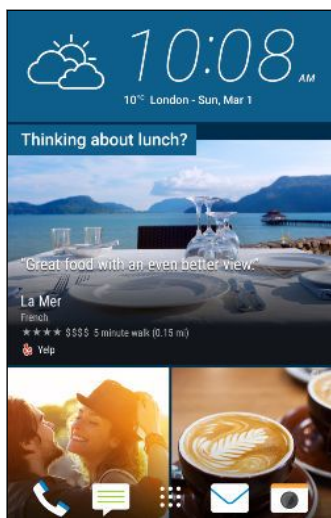 10:08 AM
10°C London - Sun, Mar 1
Thinking about lunch?
"Great food with an even better view."
La Mer
French
★★★★ $$$$ 5 minute walk (0.15 mi)
Yelp